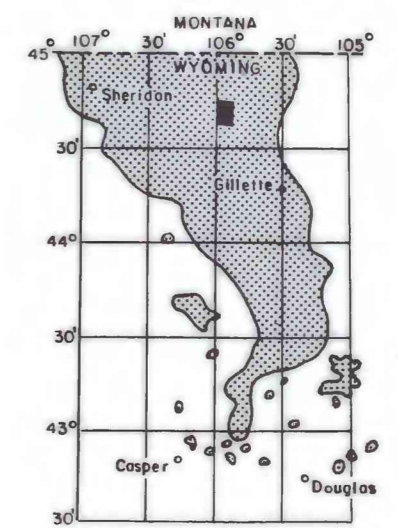 MONTANA
107° 30' 106° 30' 105°
45°
WYOMING
Sheridon
30'
Gillette
44°
30'
43°
Casper
Douglas
30'